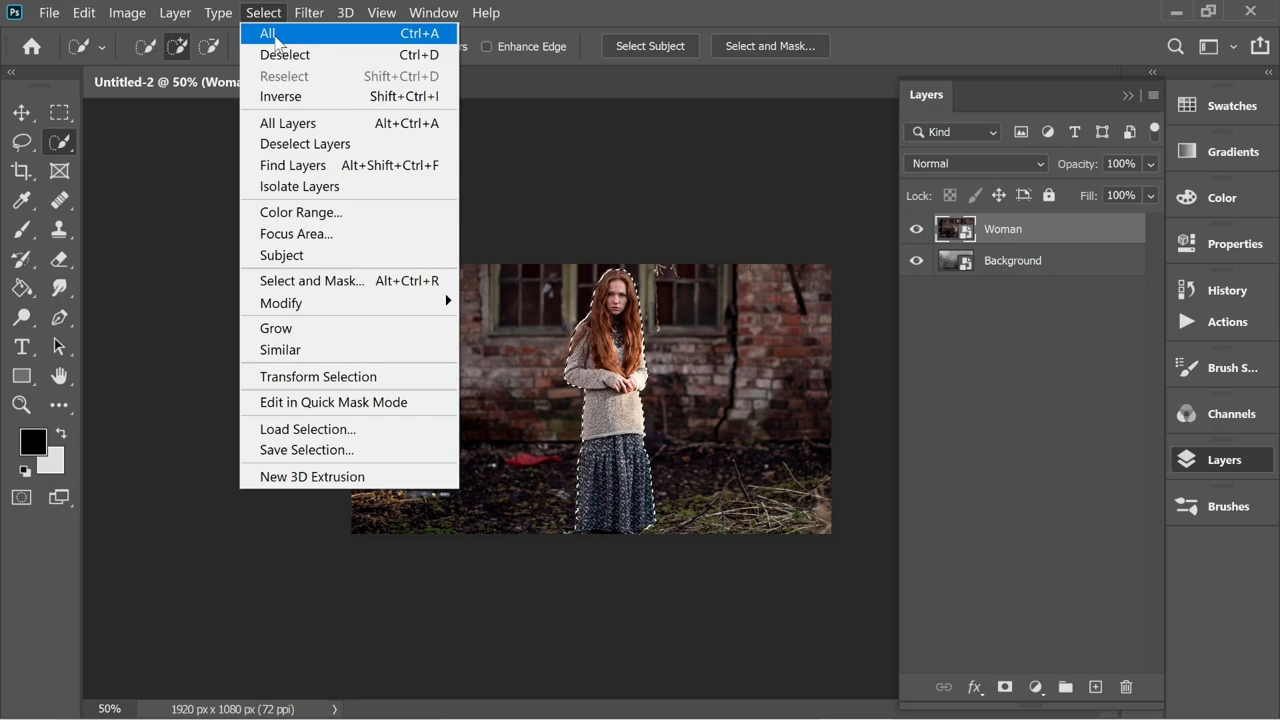 Ps File Edit Image Layer Type Select Filter 3D View Window Help
All Ctrl+A
rs Enhance Edge Select Subject Select and Mask...
Deselect Ctrl+D
Reselect Shift+Ctrl+D
Inverse Shift+Ctrl+I
All Layers Alt+Ctrl+A
Deselect Layers
Find Layers Alt+Shift+Ctrl+F
Isolate Layers
Color Range...
Focus Area...
Subject
Select and Mask... Alt+Ctrl+R
Modify
Grow
Similar
Transform Selection
Edit in Quick Mask Mode
Load Selection...
Save Selection...
New 3D Extrusion
Untitled-2 @ 50% (Woma
Layers
Kind
Normal Opacity: 100%
Lock: Fill: 100%
Woman
Background
Swatches
Gradients
Color
Properties
History
Actions
Brush S...
Channels
Layers
Brushes
50% 1920 px x 1080 px (72 ppi)